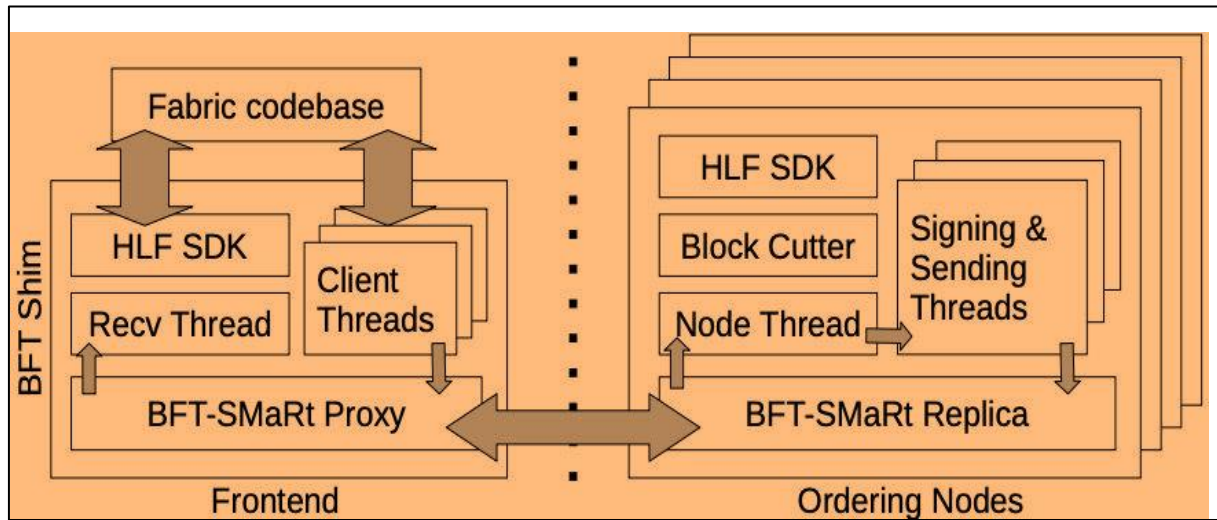 Fabric codebase
BFT Shim
HLF SDK
Client
Threads
Recv Thread
BFT-SMaRt Proxy
Frontend
HLF SDK
Block Cutter
Node Thread
Signing &
Sending
Threads
BFT-SMaRt Replica
Ordering Nodes